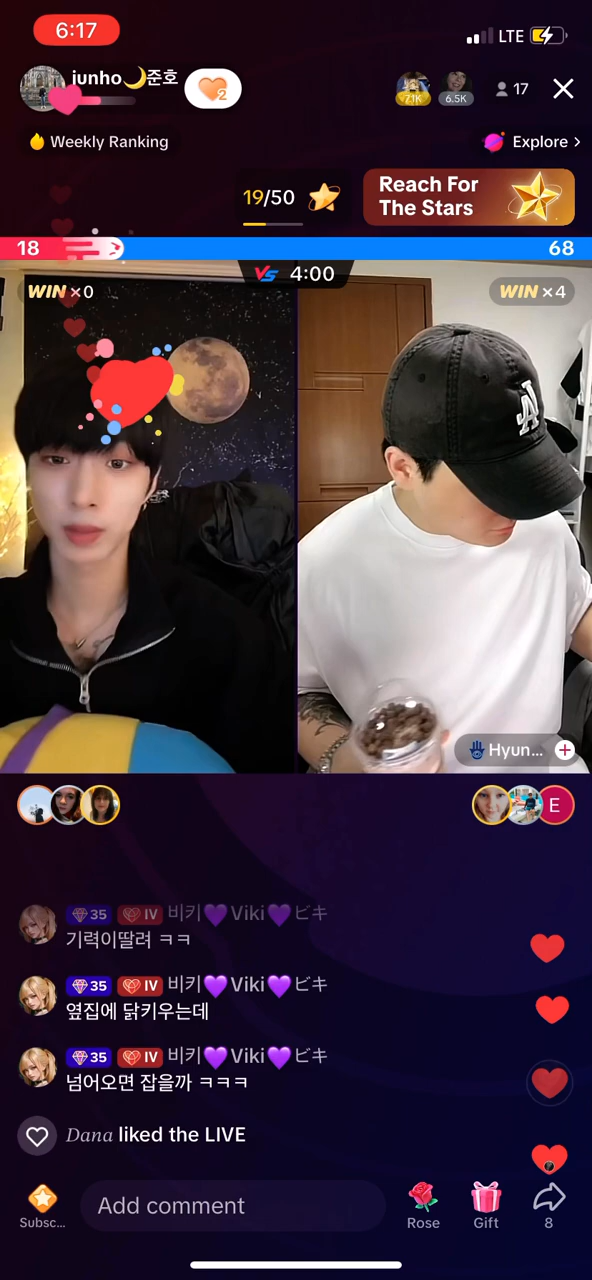 6:17
LTE
junho🌙준호
2
7.1K
6.5K
17
Weekly Ranking
Explore >
19/50
Reach For
The Stars
18
68
VS 4:00
WIN ×0
WIN ×4
Hyun...
E
35 IV 비키💜Viki💜ビキ
기력이딸려 ㅋㅋ
35 IV 비키💜Viki💜ビキ
옆집에 닭키우는데
35 IV 비키💜Viki💜ビキ
넘어오면 잡을까 ㅋㅋㅋ
Dana liked the LIVE
Subsc...
Add comment
Rose
Gift
8